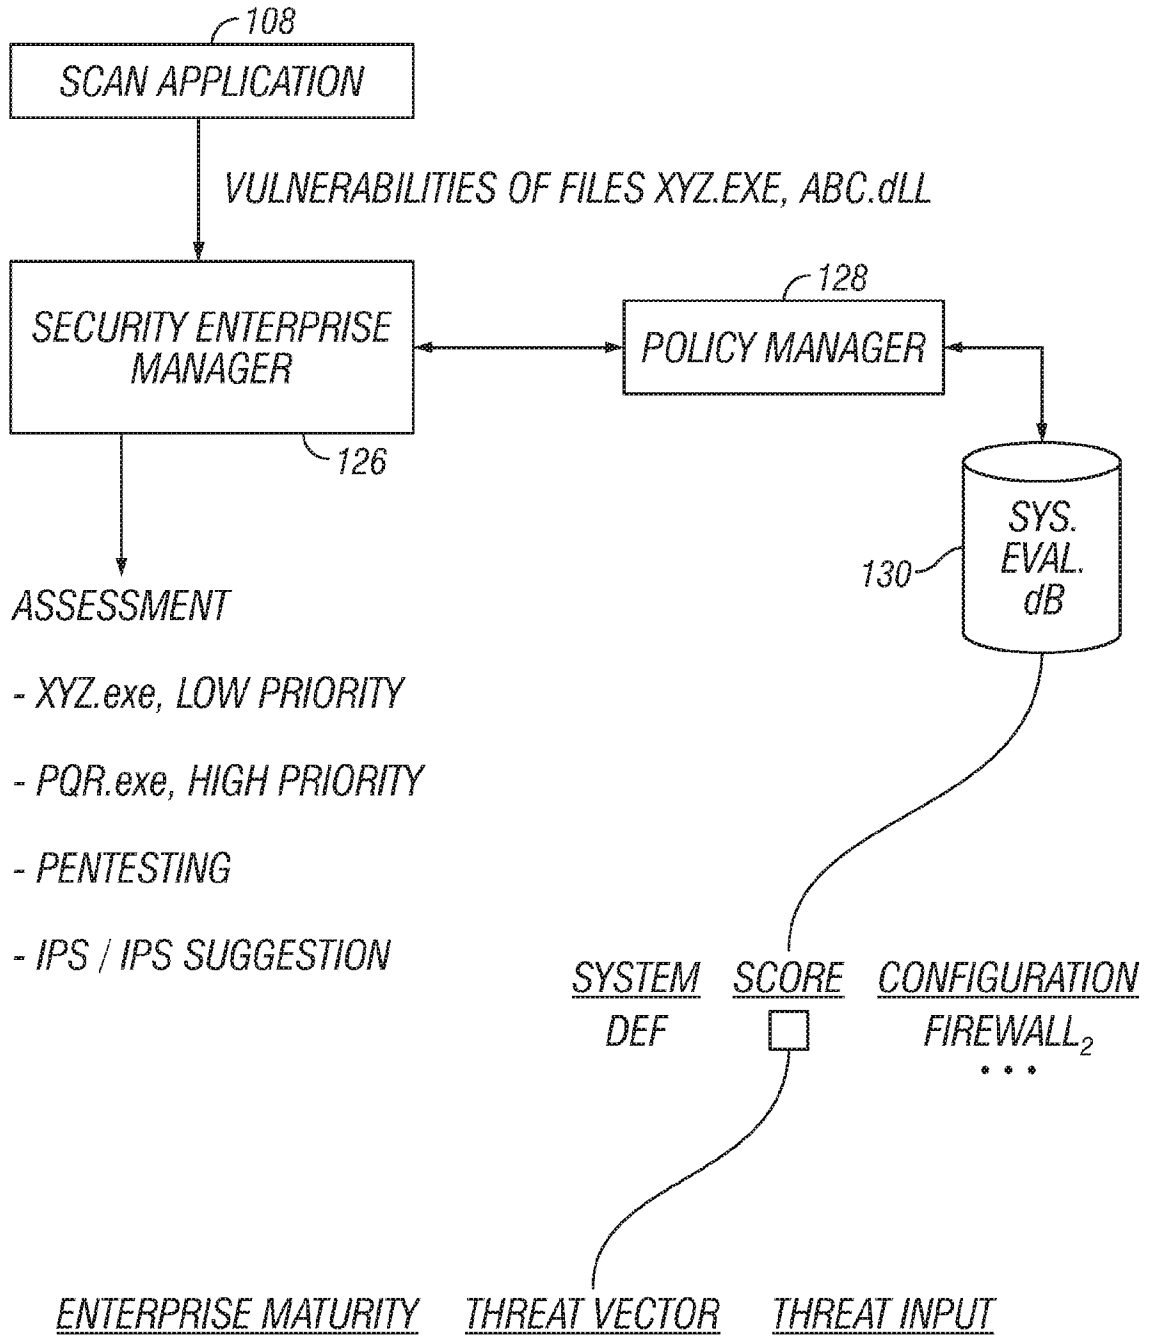 108
SCAN APPLICATION
VULNERABILITIES OF FILES XYZ.EXE, ABC.dLL
SECURITY ENTERPRISE
MANAGER
126
128
POLICY MANAGER
130
SYS.
EVAL.
dB
ASSESSMENT
- XYZ.exe, LOW PRIORITY
- PQR.exe, HIGH PRIORITY
- PENTESTING
- IPS / IPS SUGGESTION
SYSTEM SCORE CONFIGURATION
DEF FIREWALL₂
• • •
ENTERPRISE MATURITY THREAT VECTOR THREAT INPUT